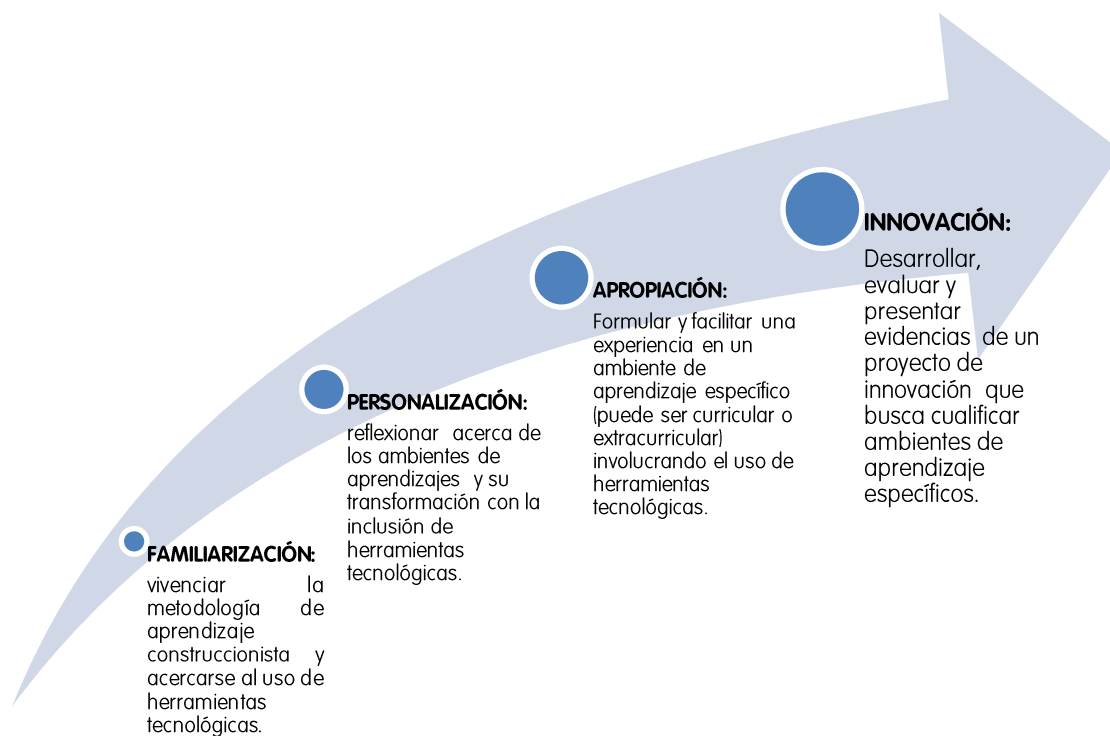 FAMILIARIZACIÓN:
vivenciar la
metodología de
aprendizaje
construccionista y
acercarse al uso de
herramientas
tecnológicas.
PERSONALIZACIÓN:
reflexionar acerca de
los ambientes de
aprendizajes y su
transformación con la
inclusión de
herramientas
tecnológicas.
APROPIACIÓN:
Formular y facilitar una
experiencia en un
ambiente de
aprendizaje específico
(puede ser curricular o
extracurricular)
involucrando el uso de
herramientas
tecnológicas.
INNOVACIÓN:
Desarrollar,
evaluar y
presentar
evidencias de un
proyecto de
innovación que
busca cualificar
ambientes de
aprendizaje
específicos.